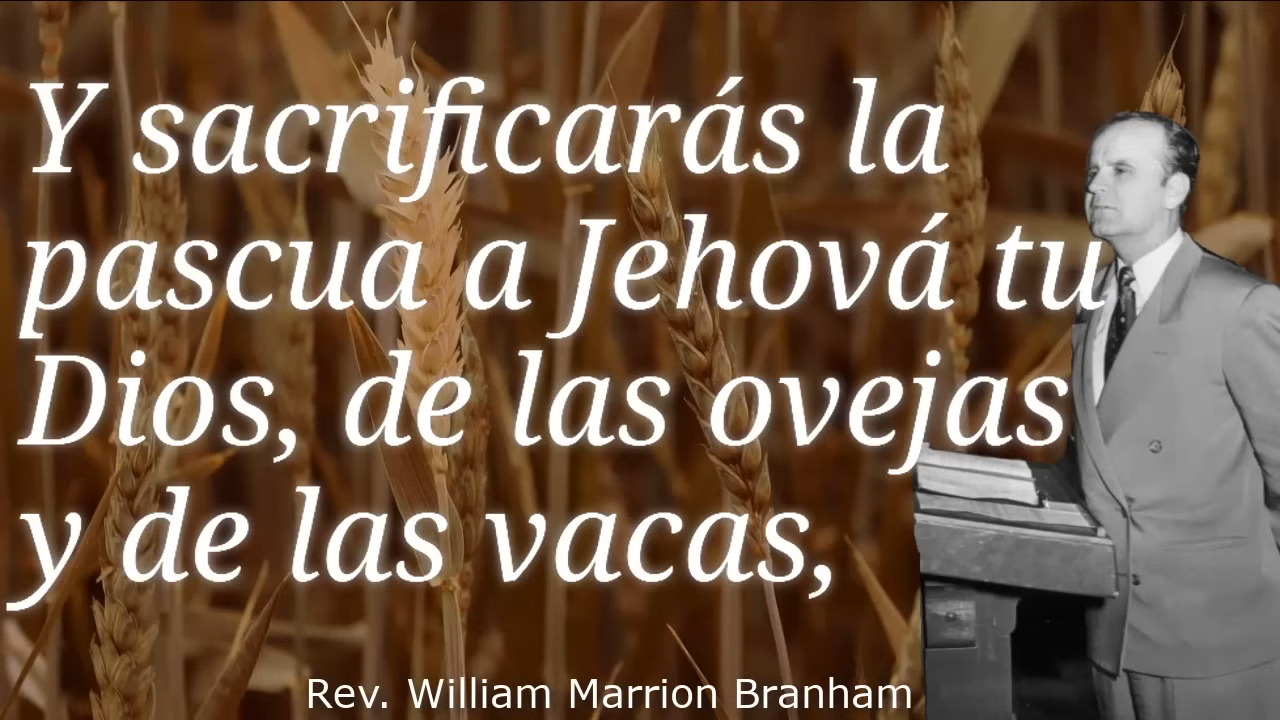 Y sacrificarás la
pascua a Jehová tu
Dios, de las ovejas
y de las vacas,
Rev. William Marrion Branham